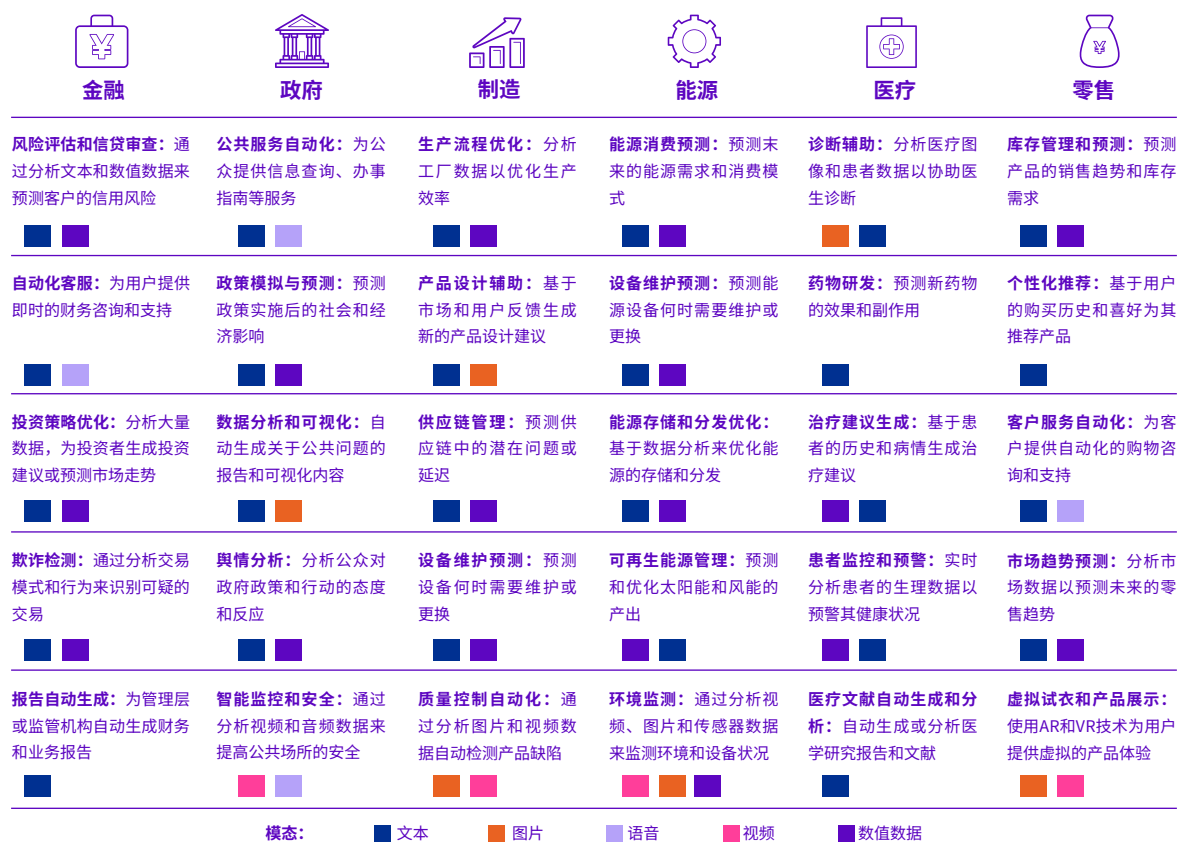 金融
政府
制造
能源
医疗
零售
风险评估和信贷审查：通
过分析文本和数值数据来
预测客户的信用风险
公共服务自动化：为公
众提供信息查询、办事
指南等服务
生产流程优化：分析
工厂数据以优化生产
效率
能源消费预测：预测末
来的能源需求和消费模
式
诊断辅助：分析医疗图
像和患者数据以协助医
生诊断
库存管理和预测：预测
产品的销售趋势和库存
需求
自动化客服：为用户提供
即时的财务咨询和支持
政策模拟与预测：预测
政策实施后的社会和经
济影响
产品设计辅助：基于
市场和用户反馈生成
新的产品设计建议
设备维护预测：预测能
源设备何时需要维护或
更换
药物研发：预测新药物
的效果和副作用
个性化推荐：基于用户
的购买历史和喜好为其
推荐产品
投资策略优化：分析大量
数据，为投资者生成投资
建议或预测市场走势
数据分析和可视化：自
动生成关于公共问题的
报告和可视化内容
供应链管理：预测供
应链中的潜在问题或
延迟
能源存储和分发优化：
基于数据分析来优化能
源的存储和分发
治疗建议生成：基于患
者的历史和病情生成治
疗建议
客户服务自动化：为客
户提供自动化的购物咨
询和支持
欺诈检测：通过分析交易
模式和行为来识别可疑的
交易
舆情分析：分析公众对
政府政策和行动的态度
和反应
设备维护预测：预测
设备何时需要维护或
更换
可再生能源管理：预测
和优化太阳能和风能的
产出
患者监控和预警：实时
分析患者的生理数据以
预警其健康状况
市场趋势预测：分析市
场数据以预测未来的零
售趋势
报告自动生成：为管理层
或监管机构自动生成财务
和业务报告
智能监控和安全：通过
分析视频和音频数据来
提高公共场所的安全
质量控制自动化：通
过分析图片和视频数
据自动检测产品缺陷
环境监测：通过分析视
频、图片和传感器数据
来监测环境和设备状况
医疗文献自动生成和分
析：自动生成或分析医
学研究报告和文献
虚拟试衣和产品展示：
使用AR和VR技术为用户
提供虚拟的产品体验
模态： 文本 图片 语音 视频 数值数据